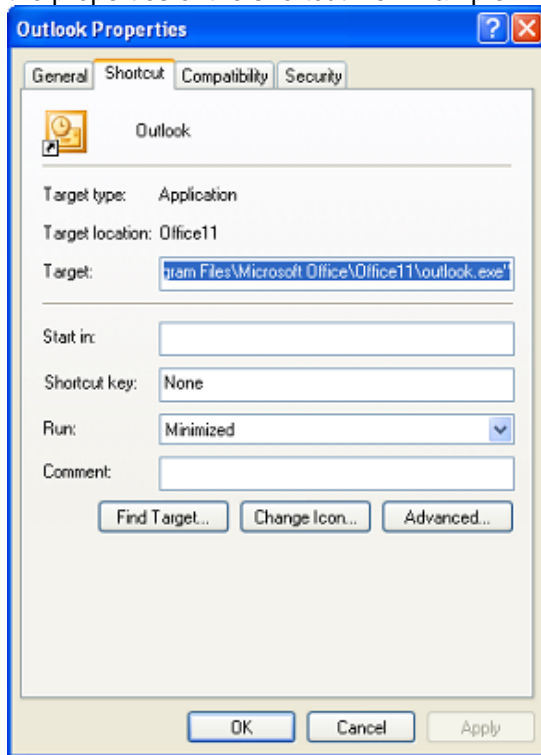 Outlook Properties
General Shortcut Compatibility Security
Outlook
Target type: Application
Target location: Office11
Target: gram Files\Microsoft Office\Office11\outlook.exe"
Start in:
Shortcut key: None
Run: Minimized
Comment:
Find Target... Change Icon... Advanced...
OK Cancel Apply